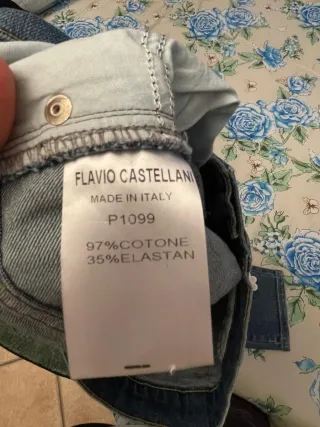 FLAVIO CASTELLANI
MADE IN ITALY
P1099
97%COTONE
35%ELASTAN